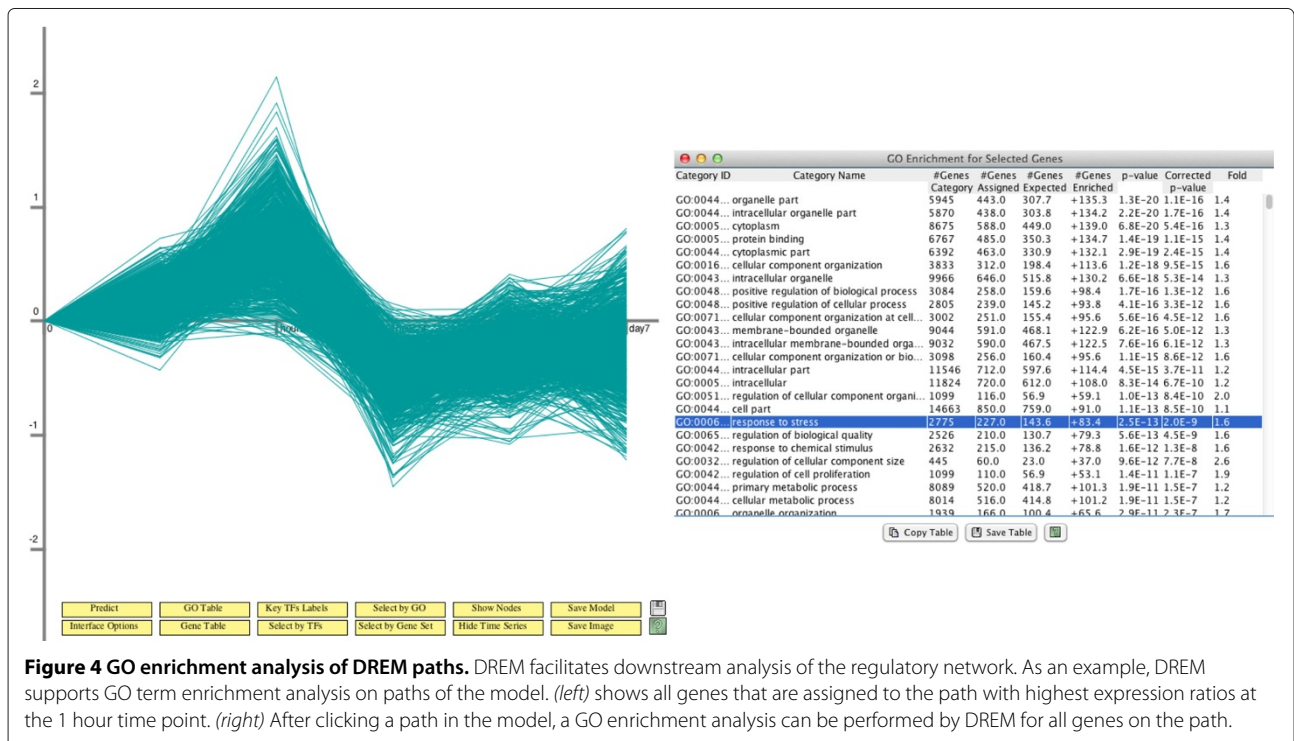 2
1
0
-1
-2
0
hour
day7
Predict GO Table Key TFs Labels Select by GO Show Nodes Save Model
Interface Options Gene Table Select by TFs Select by Gene Set Hide Time Series Save Image
GO Enrichment for Selected Genes
Category ID Category Name #Genes #Genes #Genes #Genes p-value Corrected Fold
Category Assigned Expected Enriched p-value
GO:0044... organelle part 5945 443.0 307.7 +135.3 1.3E-20 1.1E-16 1.4
GO:0044... intracellular organelle part 5870 438.0 303.8 +134.2 2.2E-20 1.7E-16 1.4
GO:0005... cytoplasm 8675 588.0 449.0 +139.0 6.8E-20 5.4E-16 1.3
GO:0005... protein binding 6767 485.0 350.3 +134.7 1.4E-19 1.1E-15 1.4
GO:0044... cytoplasmic part 6392 463.0 330.9 +132.1 2.9E-19 2.4E-15 1.4
GO:0016... cellular component organization 3833 312.0 198.4 +113.6 1.2E-18 9.5E-15 1.6
GO:0043... intracellular organelle 9966 646.0 515.8 +130.2 6.6E-18 5.3E-14 1.3
GO:0048... positive regulation of biological process 3084 258.0 159.6 +98.4 1.7E-16 1.3E-12 1.6
GO:0048... positive regulation of cellular process 2805 239.0 145.2 +93.8 4.1E-16 3.3E-12 1.6
GO:0071... cellular component organization at cell... 3002 251.0 155.4 +95.6 5.6E-16 4.5E-12 1.6
GO:0043... membrane-bounded organelle 9044 591.0 468.1 +122.9 6.2E-16 5.0E-12 1.3
GO:0043... intracellular membrane-bounded orga... 9032 590.0 467.5 +122.5 7.6E-16 6.1E-12 1.3
GO:0071... cellular component organization or bio... 3098 256.0 160.4 +95.6 1.1E-15 8.6E-12 1.6
GO:0044... intracellular part 11546 712.0 597.6 +114.4 4.5E-15 3.7E-11 1.2
GO:0005... intracellular 11824 720.0 612.0 +108.0 8.3E-14 6.7E-10 1.2
GO:0051... regulation of cellular component organi... 1099 116.0 56.9 +59.1 1.0E-13 8.4E-10 2.0
GO:0044... cell part 14663 850.0 759.0 +91.0 1.1E-13 8.5E-10 1.1
GO:0006... response to stress 2775 227.0 143.6 +83.4 2.5E-13 2.0E-9 1.6
GO:0065... regulation of biological quality 2526 210.0 130.7 +79.3 5.6E-13 4.5E-9 1.6
GO:0042... response to chemical stimulus 2632 215.0 136.2 +78.8 1.6E-12 1.3E-8 1.6
GO:0032... regulation of cellular component size 445 60.0 23.0 +37.0 9.6E-12 7.7E-8 2.6
GO:0042... regulation of cell proliferation 1099 110.0 56.9 +53.1 1.4E-11 1.1E-7 1.9
GO:0044... primary metabolic process 8089 520.0 418.7 +101.3 1.9E-11 1.5E-7 1.2
GO:0044... cellular metabolic process 8014 516.0 414.8 +101.2 1.9E-11 1.5E-7 1.2
GO:0006... organelle organization 1939 166.0 100.4 +65.6 2.9E-11 2.3E-7 1.7
Copy Table Save Table
Figure 4 GO enrichment analysis of DREM paths. DREM facilitates downstream analysis of the regulatory network. As an example, DREM
supports GO term enrichment analysis on paths of the model. (left) shows all genes that are assigned to the path with highest expression ratios at
the 1 hour time point. (right) After clicking a path in the model, a GO enrichment analysis can be performed by DREM for all genes on the path.